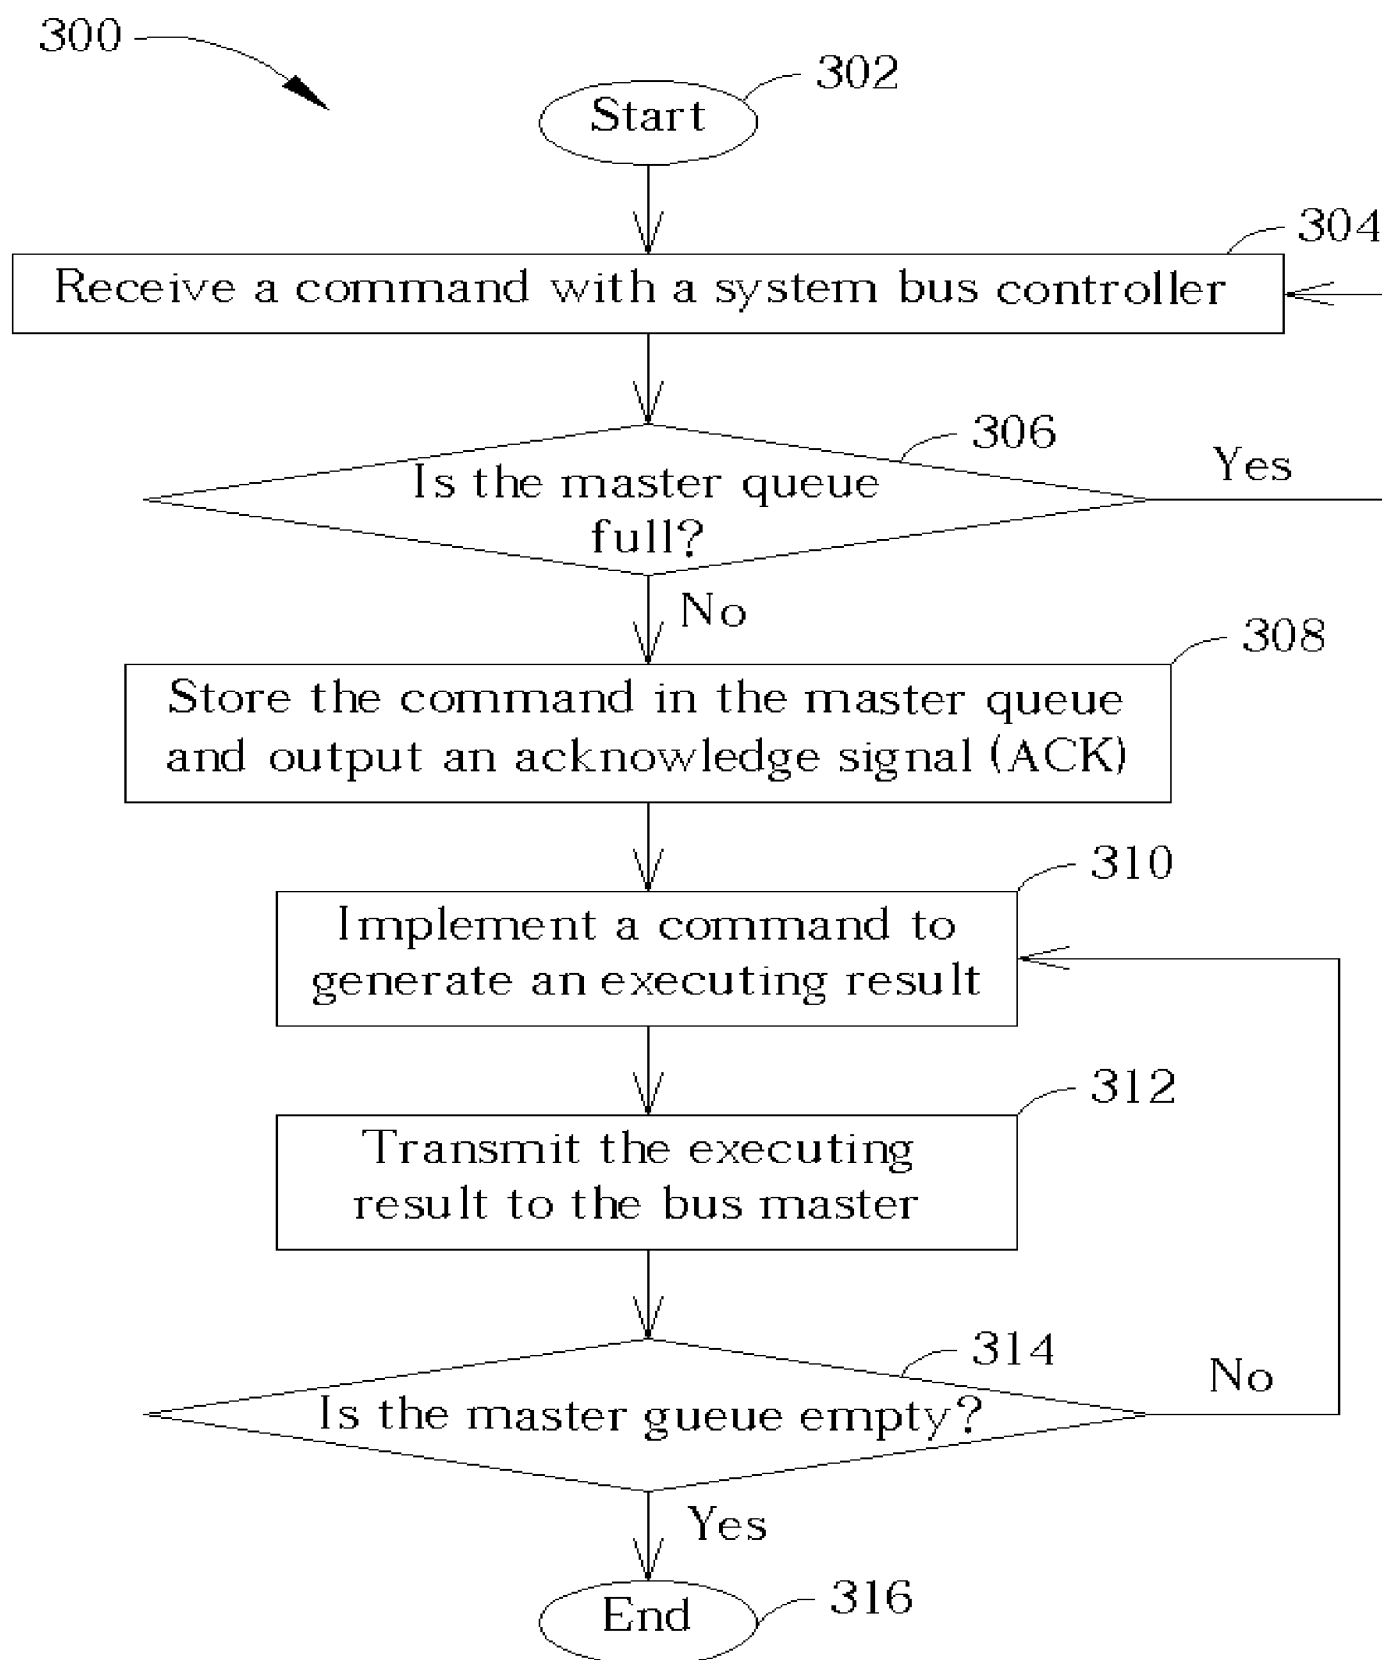 300
302
Start
304
Receive a command with a system bus controller
306
Is the master queue
full?
Yes
No
308
Store the command in the master queue
and output an acknowledge signal (ACK)
310
Implement a command to
generate an executing result
312
Transmit the executing
result to the bus master
314
Is the master gueue empty?
No
Yes
End
316